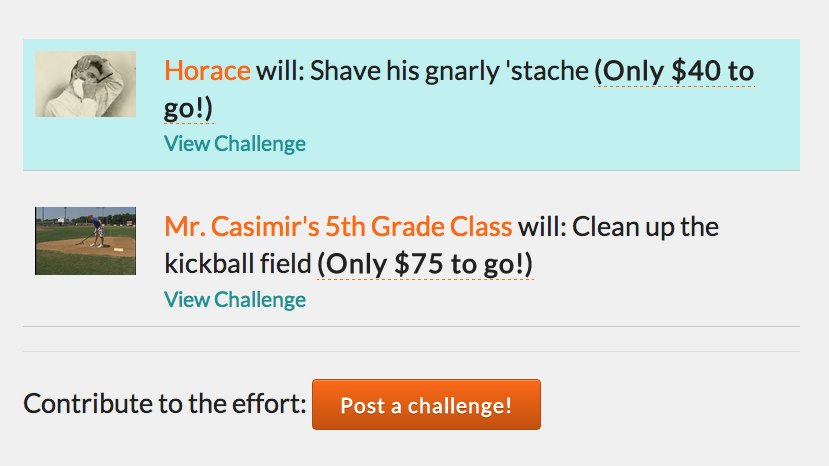 Horace will: Shave his gnarly 'stache (Only $40 to
go!)
View Challenge
Mr. Casimir's 5th Grade Class will: Clean up the
kickball field (Only $75 to go!)
View Challenge
Contribute to the effort: Post a challenge!